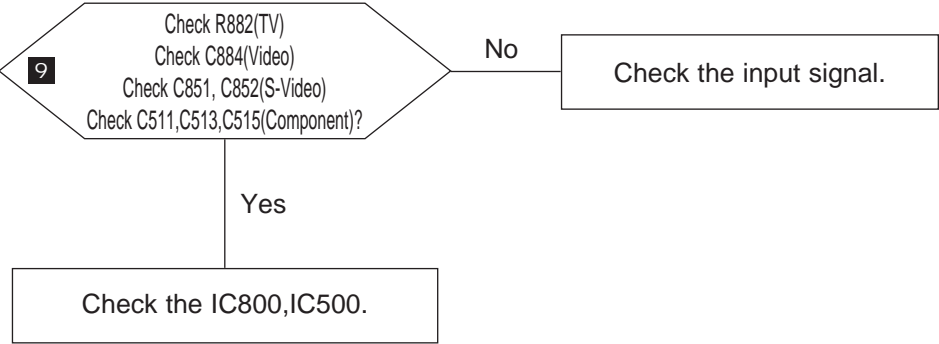 9
Check R882(TV)
Check C884(Video)
Check C851, C852(S-Video)
Check C511,C513,C515(Component)?
No
Check the input signal.
Yes
Check the IC800,IC500.